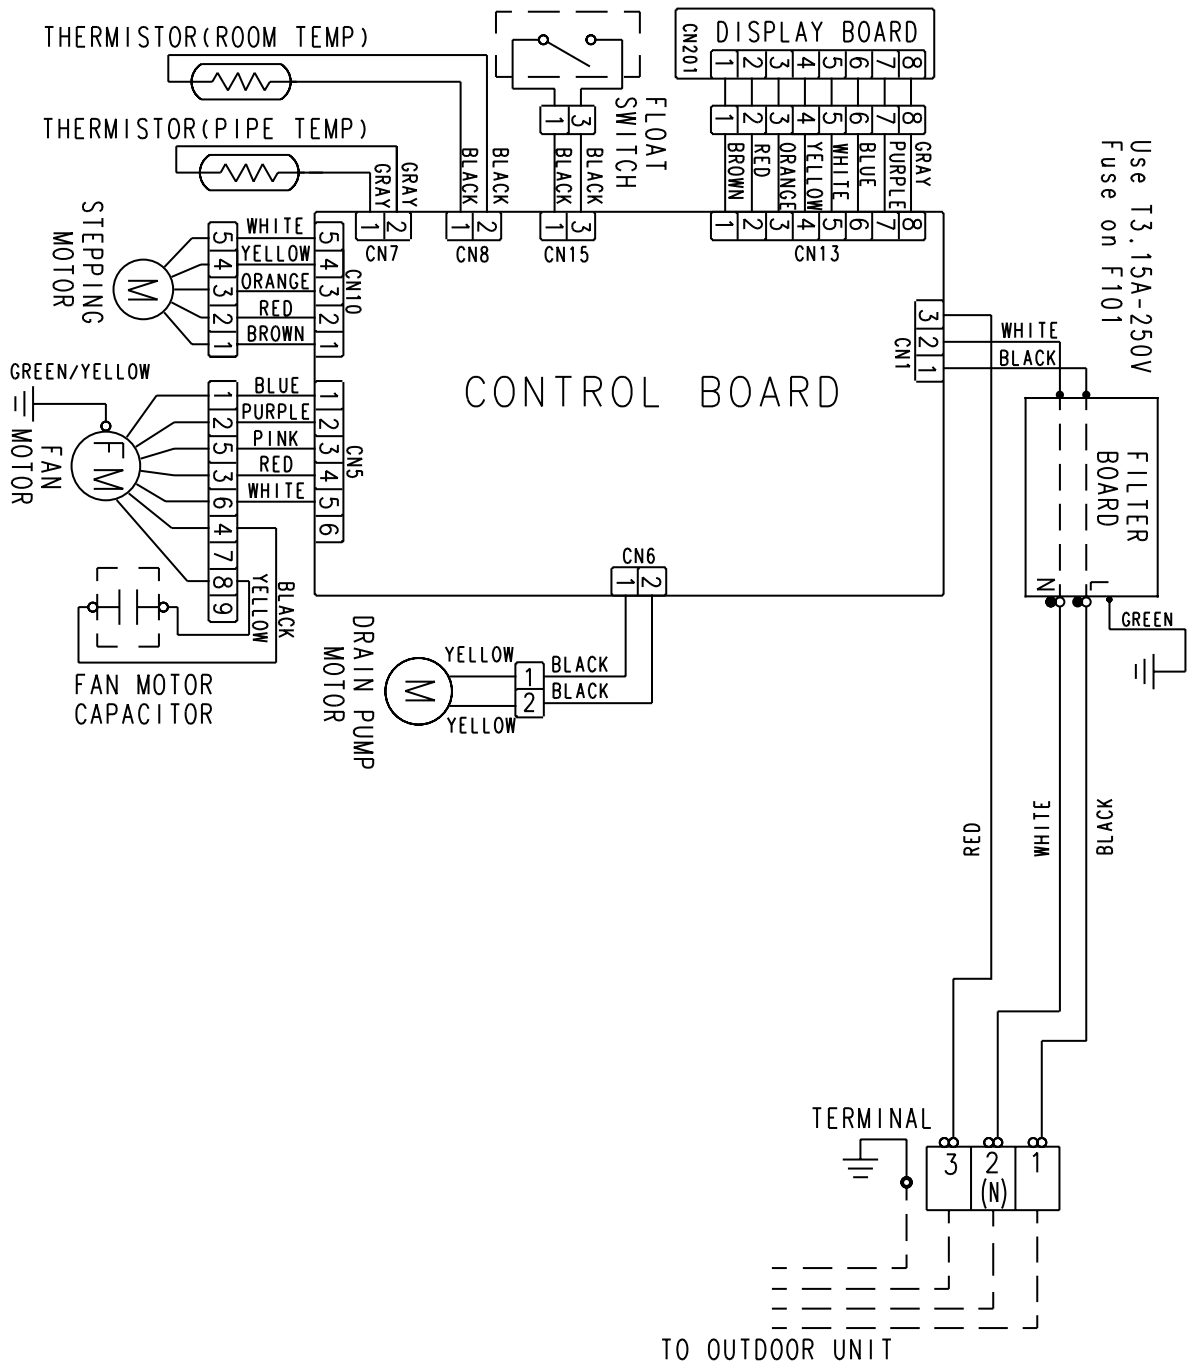 THERMISTOR(ROOM TEMP)
THERMISTOR(PIPE TEMP)
GRAY
GRAY
BLACK
BLACK
1 2
CN7
1 2
CN8
FLOAT
SWITCH
1 3
BLACK
BLACK
1 3
CN15
DISPLAY BOARD
CN201
1 2 3 4 5 6 7 8
1 2 3 4 5 6 7 8
BROWN
RED
ORANGE
YELLOW
WHITE
BLUE
PURPLE
GRAY
1 2 3 4 5 6 7 8
CN13
Use T3.15A-250V
Fuse on F101
STEPPING
MOTOR
M
5 WHITE 5
4 YELLOW 4
3 ORANGE 3
2 RED 2
1 BROWN 1
CN10
GREEN/YELLOW
FAN
MOTOR
FM
1 BLUE 1
2 PURPLE 2
5 PINK 3
3 RED 4
6 WHITE 5
4 6
7
8
9
CN5
BLACK
YELLOW
FAN MOTOR
CAPACITOR
CONTROL BOARD
3
2
1
CN1
WHITE
BLACK
FILTER
BOARD
N
L
GREEN
CN6
1 2
DRAIN PUMP
MOTOR
M
YELLOW
YELLOW
1
2
BLACK
BLACK
RED
WHITE
BLACK
TERMINAL
3
2
(N)
1
TO OUTDOOR UNIT